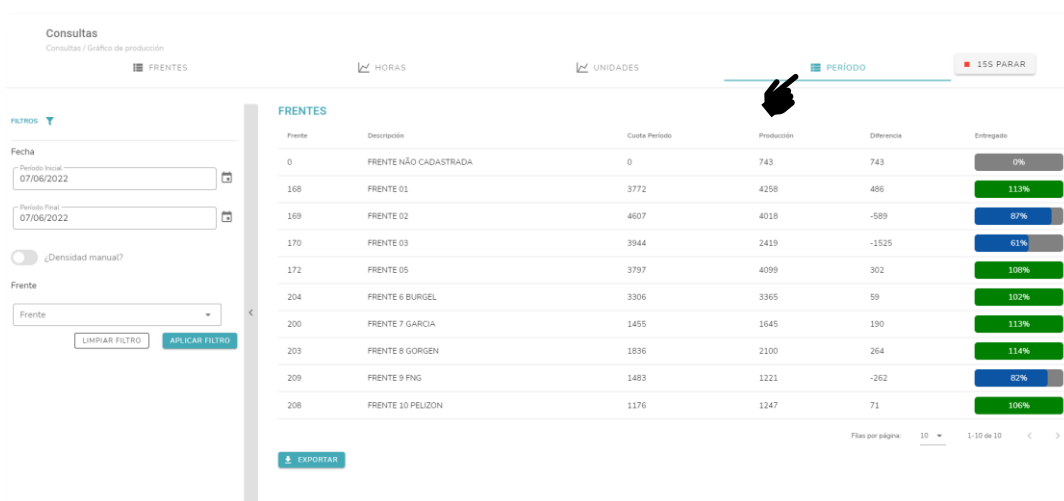 Consultas
Consultas / Gráfico de producción
FRENTES
HORAS
UNIDADES
PERÍODO
15S PARAR
FILTROS
Fecha
Período Inicial
07/06/2022
Período Final
07/06/2022
¿Densidad manual?
Frente
Frente
LIMPIAR FILTRO
APLICAR FILTRO
FRENTES
Frente Descripción Cuota Período Producción Diferencia Entregado
0 FRENTE NÃO CADASTRADA 0 743 743 0%
168 FRENTE 01 3772 4258 486 113%
169 FRENTE 02 4607 4018 -589 87%
170 FRENTE 03 3944 2419 -1525 61%
172 FRENTE 05 3797 4099 302 108%
204 FRENTE 6 BURGEL 3306 3365 59 102%
200 FRENTE 7 GARCIA 1455 1645 190 113%
203 FRENTE 8 GORGEN 1836 2100 264 114%
209 FRENTE 9 FNG 1483 1221 -262 82%
208 FRENTE 10 PELIZON 1176 1247 71 106%
Filas por página: 10 1-10 de 10
EXPORTAR